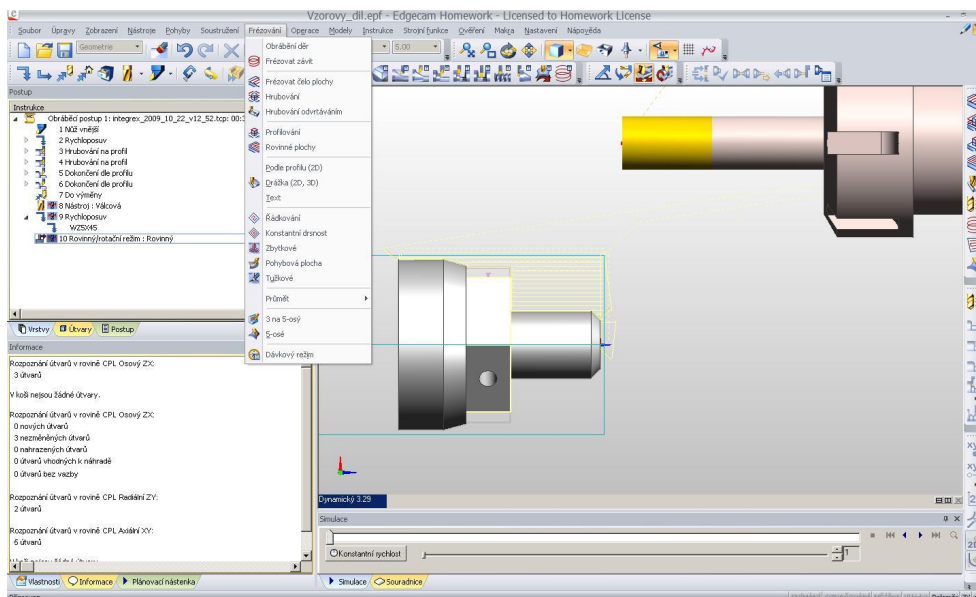 Vzorovy_dil.epf - Edgecam Homework - Licensed to Homework License
Soubor Úpravy Zobrazení Nástroje Pohyby Soustružení Frézování Operace Modely Instrukce Strojní funkce Ověření Makra Nastavení Nápověda
Geometrie
5.00
Obrábění děr
Frézovat závit
Frézovat čelo plochy
Hrubování
Hrubování odvrtáváním
Profilování
Rovinné plochy
Podle profilu (2D)
Drážka (2D, 3D)
Text
Řádkování
Konstantní drsnost
Zbytkové
Pohybová plocha
Tužkové
Průmět
3 na 5-osý
5-osé
Dávkový režim
Postup
Instrukce
Obráběcí postup 1: integrex_2009_10_22_v12_52.tcp: 00:
1 Nůž vnější
2 Rychloposuv
3 Hrubování na profil
4 Hrubování na profil
5 Dokončení dle profilu
6 Dokončení dle profilu
7 Do výměny
8 Nástroj : Válcová
9 Rychloposuv
WZ5X45
10 Rovinný/rotační režim : Rovinný
Vrstvy Útvary Postup
Informace
Rozpoznání útvarů v rovině CPL Osový ZX:
3 útvarů
V koši nejsou žádné útvary.
Rozpoznání útvarů v rovině CPL Osový ZX:
0 nových útvarů
3 nezměněných útvarů
0 nahrazených útvarů
0 útvarů vhodných k náhradě
0 útvarů bez vazby
Rozpoznání útvarů v rovině CPL Radiální ZY:
2 útvarů
Rozpoznání útvarů v rovině CPL Axiální XY:
6 útvarů
Vlastnosti Informace Plánovací nástěnka
Dynamický 3.29
Simulace
Konstantní rychlost
1
Simulace Souradnice